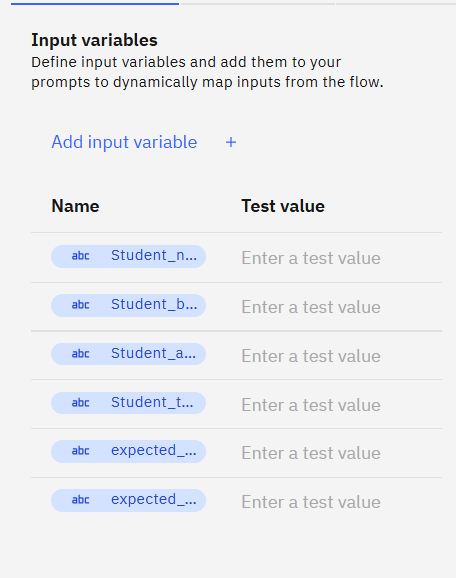 Input variables
Define input variables and add them to your
prompts to dynamically map inputs from the flow.
Add input variable +
Name Test value
abc Student_n... Enter a test value
abc Student_b... Enter a test value
abc Student_a... Enter a test value
abc Student_t... Enter a test value
abc expected_... Enter a test value
abc expected_... Enter a test value